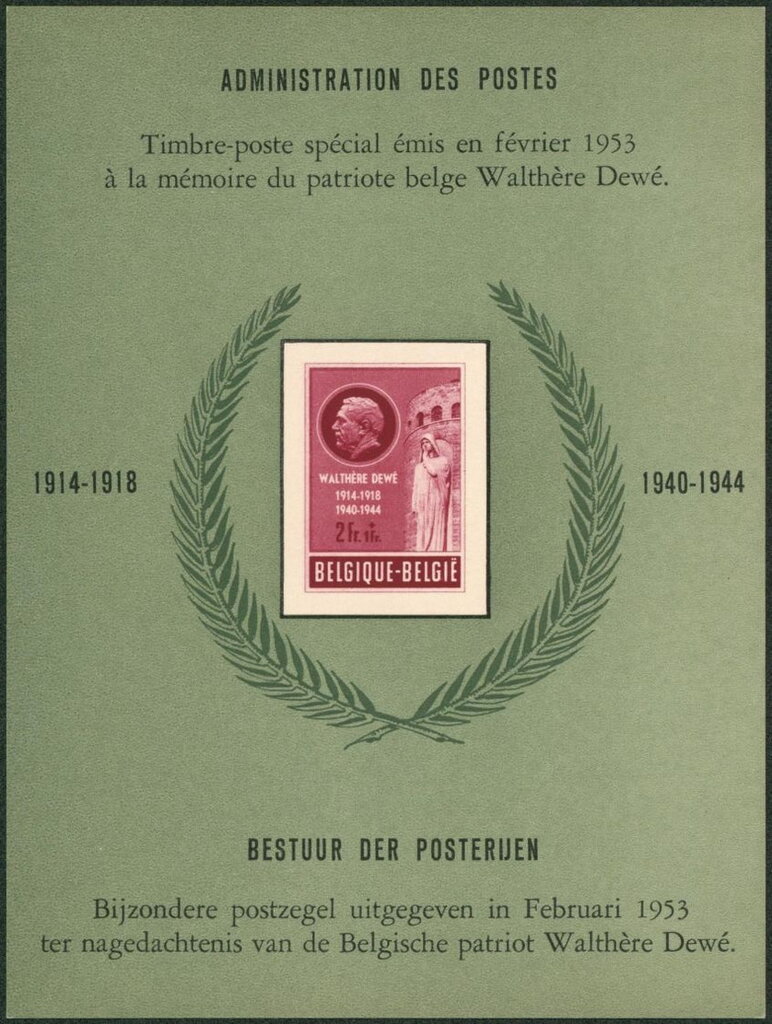 ADMINISTRATION DES POSTES
Timbre-poste spécial émis en février 1953
à la mémoire du patriote belge Walthère Dewé.
1914-1918
1940-1944
WALTHÈRE DEWÉ
1914-1918
1940-1944
2 Fr. + 1 Fr.
BELGIQUE-BELGIË
BESTUUR DER POSTERIJEN
Bijzondere postzegel uitgegeven in Februari 1953
ter nagedachtenis van de Belgische patriot Walthère Dewé.